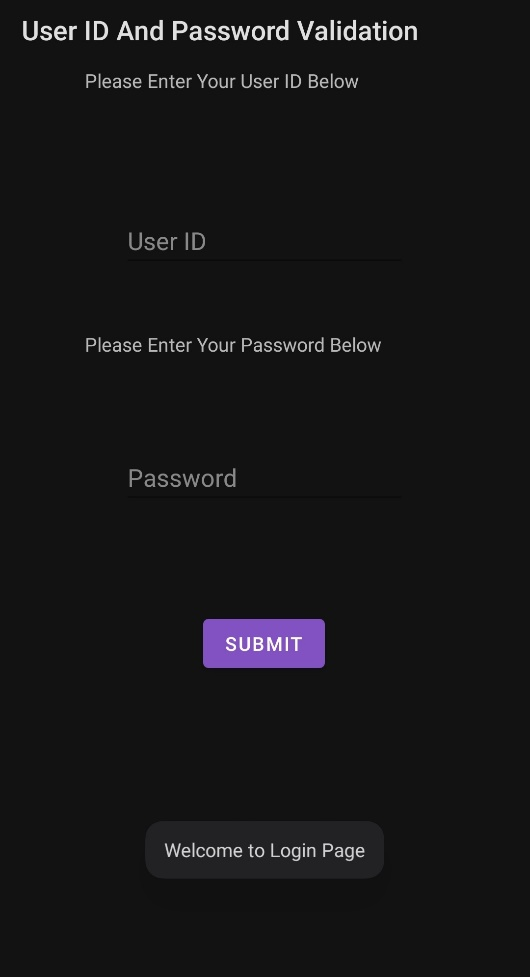 User ID And Password Validation
Please Enter Your User ID Below
User ID
Please Enter Your Password Below
Password
SUBMIT
Welcome to Login Page